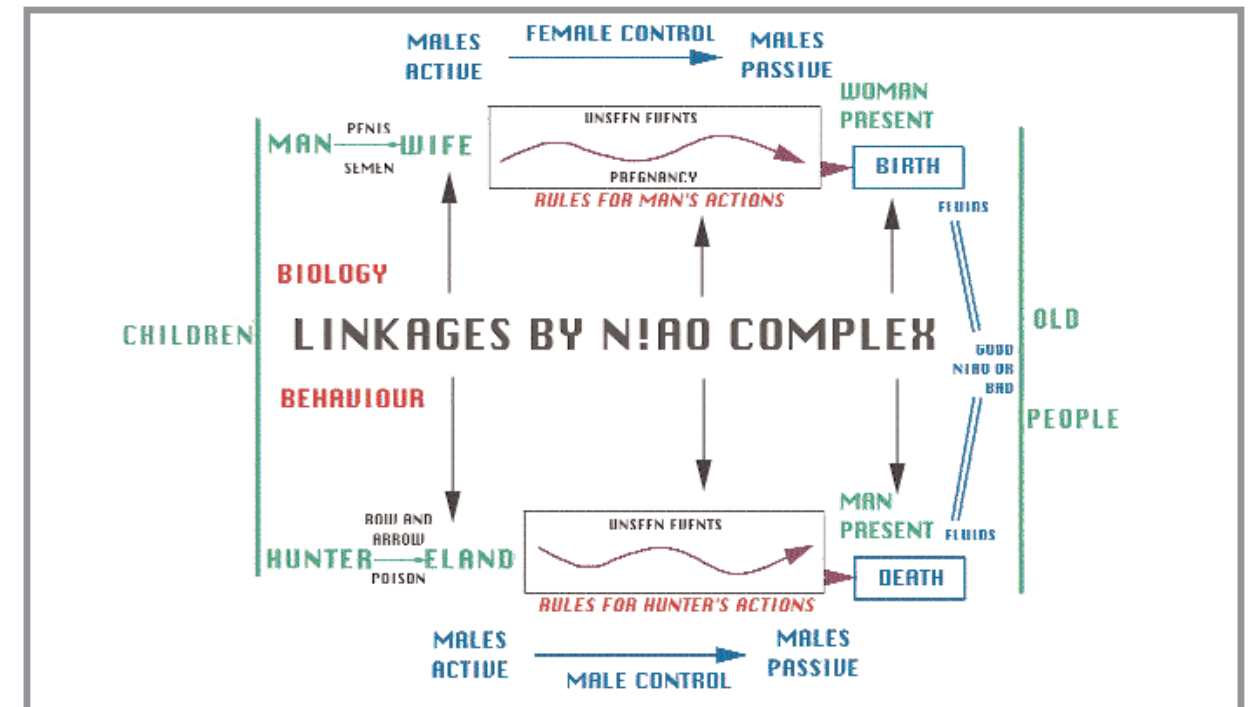 FEMALE CONTROL
MALES
ACTIVE
MALES
PASSIVE
WOMAN
PRESENT
MAN
PENIS
SEMEN
WIFE
UNSEEN EVENTS
PREGNANCY
RULES FOR MAN'S ACTIONS
BIRTH
FLUIDS
BIOLOGY
CHILDREN
LINKAGES BY N!AO COMPLEX
OLD
GOOD
N!AO OR
BAD
BEHAVIOUR
PEOPLE
BOW AND
ARROW
HUNTER
ELAND
POISON
UNSEEN EVENTS
RULES FOR HUNTER'S ACTIONS
MAN
PRESENT
FLUIDS
DEATH
MALES
ACTIVE
MALES
PASSIVE
MALE CONTROL